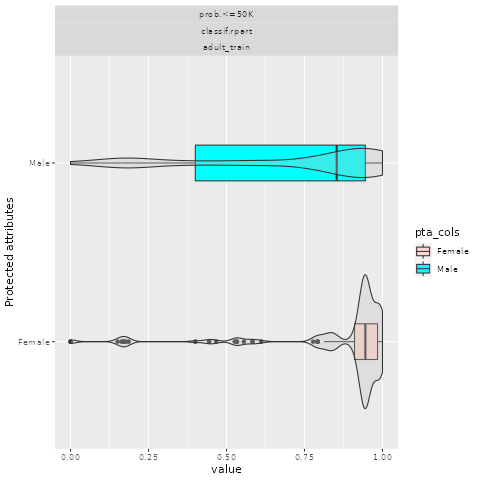 prob.<=50K
classif.rpart
adult_train
Protected attributes
Male
Female
0.00 0.25 0.50 0.75 1.00
value
pta_cols
Female
Male